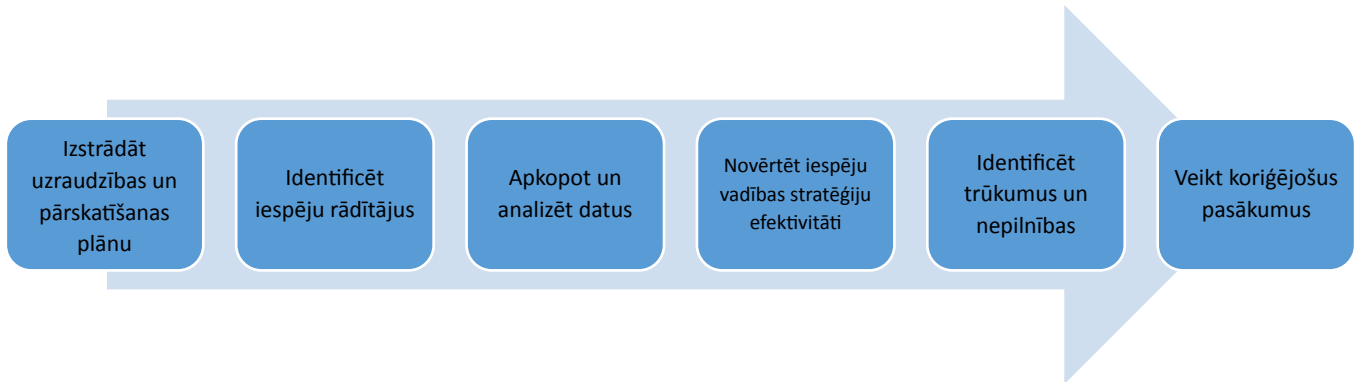 Izstrādāt
uzraudzības un
pārskatīšanas
plānu
Identificēt
iespēju rādītājus
Apkopot un
analizēt datus
Novērtēt iespēju
vadības stratēģiju
efektivitāti
Identificēt
trūkumus un
nepilnības
Veikt koriģējošus
pasākumus